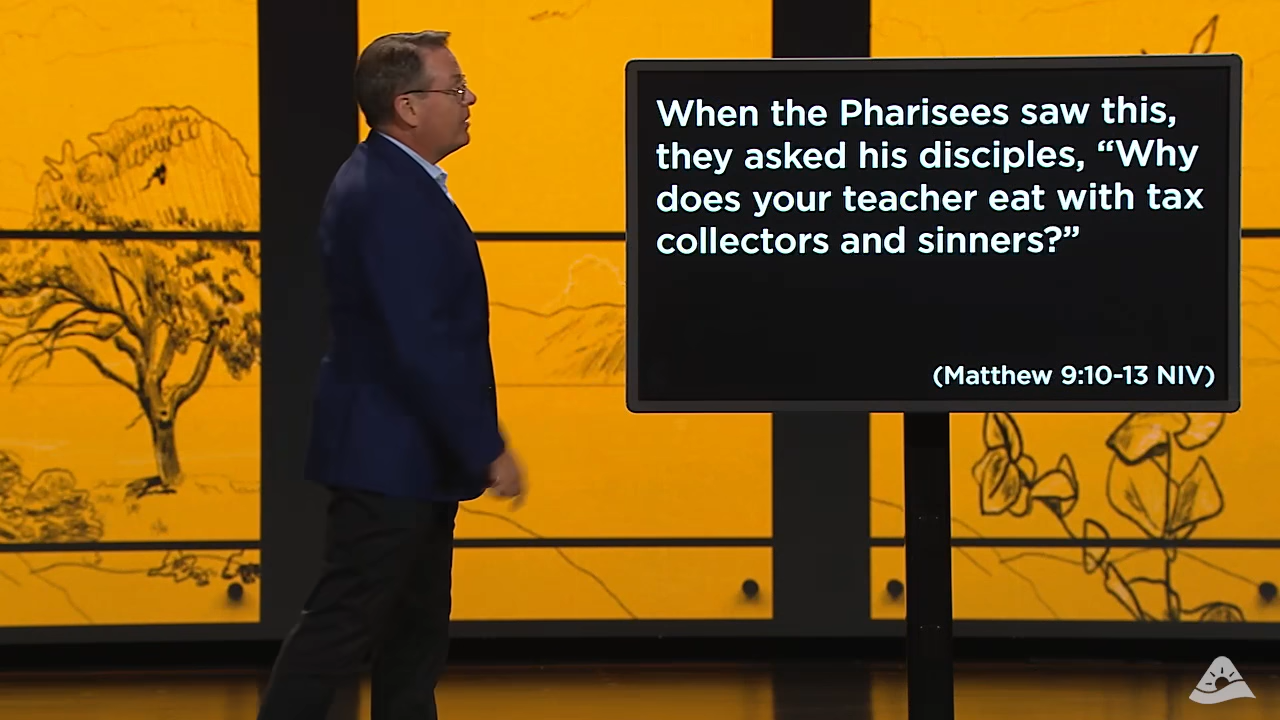 When the Pharisees saw this,
they asked his disciples, “Why
does your teacher eat with tax
collectors and sinners?”
(Matthew 9:10-13 NIV)